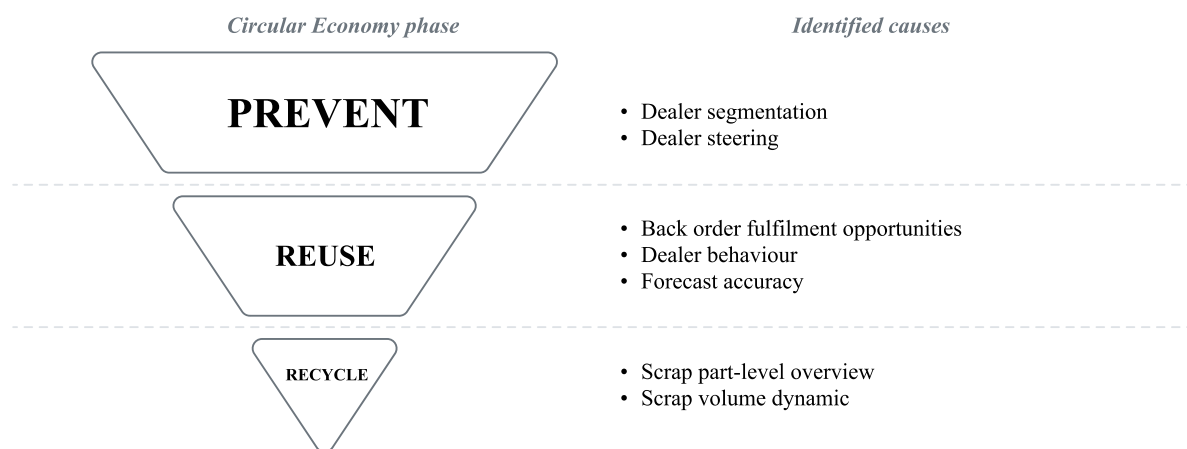 Circular Economy phase
Identified causes
PREVENT
• Dealer segmentation
• Dealer steering
REUSE
• Back order fulfilment opportunities
• Dealer behaviour
• Forecast accuracy
RECYCLE
• Scrap part-level overview
• Scrap volume dynamic